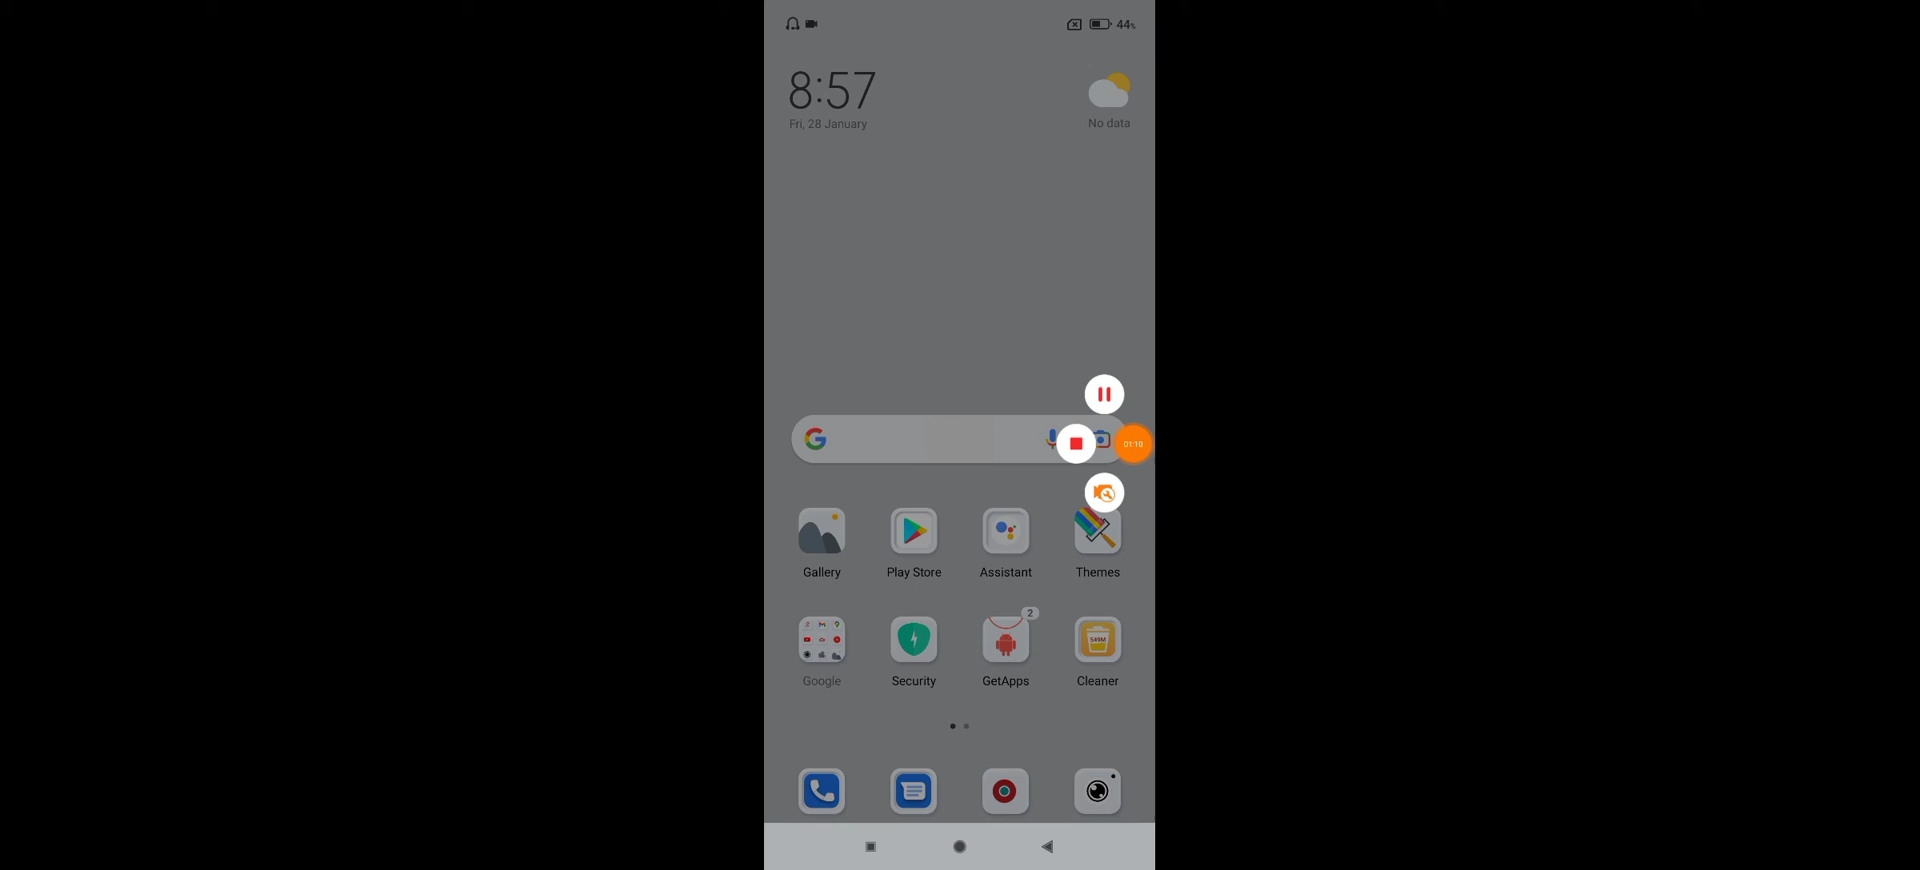 44%
8:57
Fri, 28 January
No data
01:10
Gallery
Play Store
Assistant
Themes
2
549M
Google
Security
GetApps
Cleaner